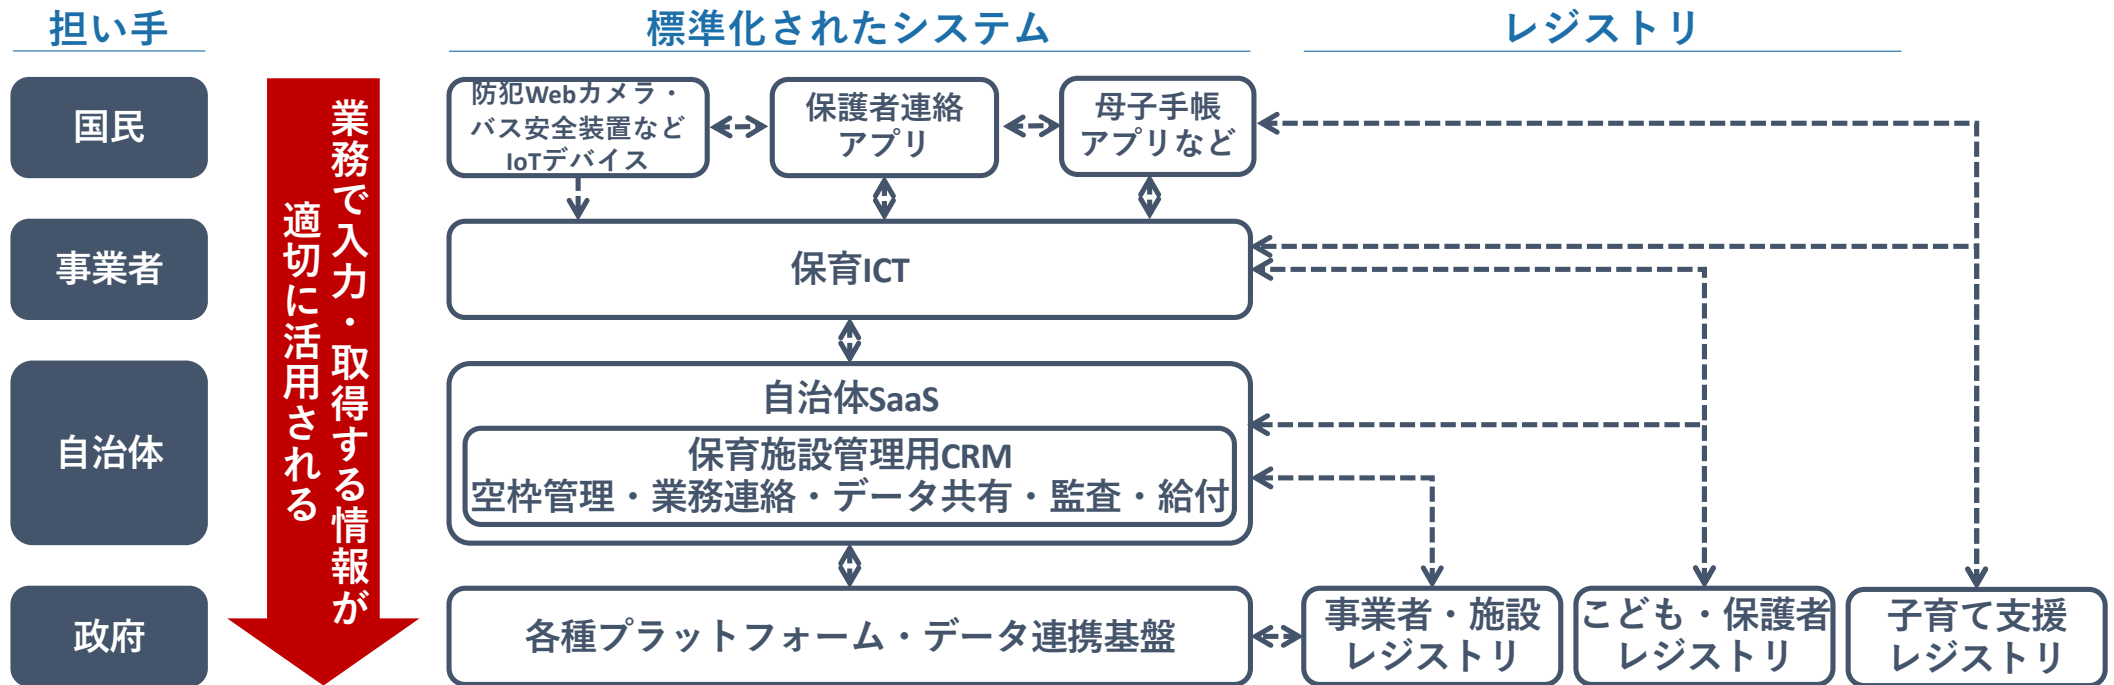 担い手
標準化されたシステム
レジストリ
国民
事業者
自治体
政府
業務で入力・取得する情報が
適切に活用される
防犯Webカメラ・
バス安全装置など
IoTデバイス
保護者連絡
アプリ
母子手帳
アプリなど
保育ICT
自治体SaaS
保育施設管理用CRM
空枠管理・業務連絡・データ共有・監査・給付
各種プラットフォーム・データ連携基盤
事業者・施設
レジストリ
こども・保護者
レジストリ
子育て支援
レジストリ